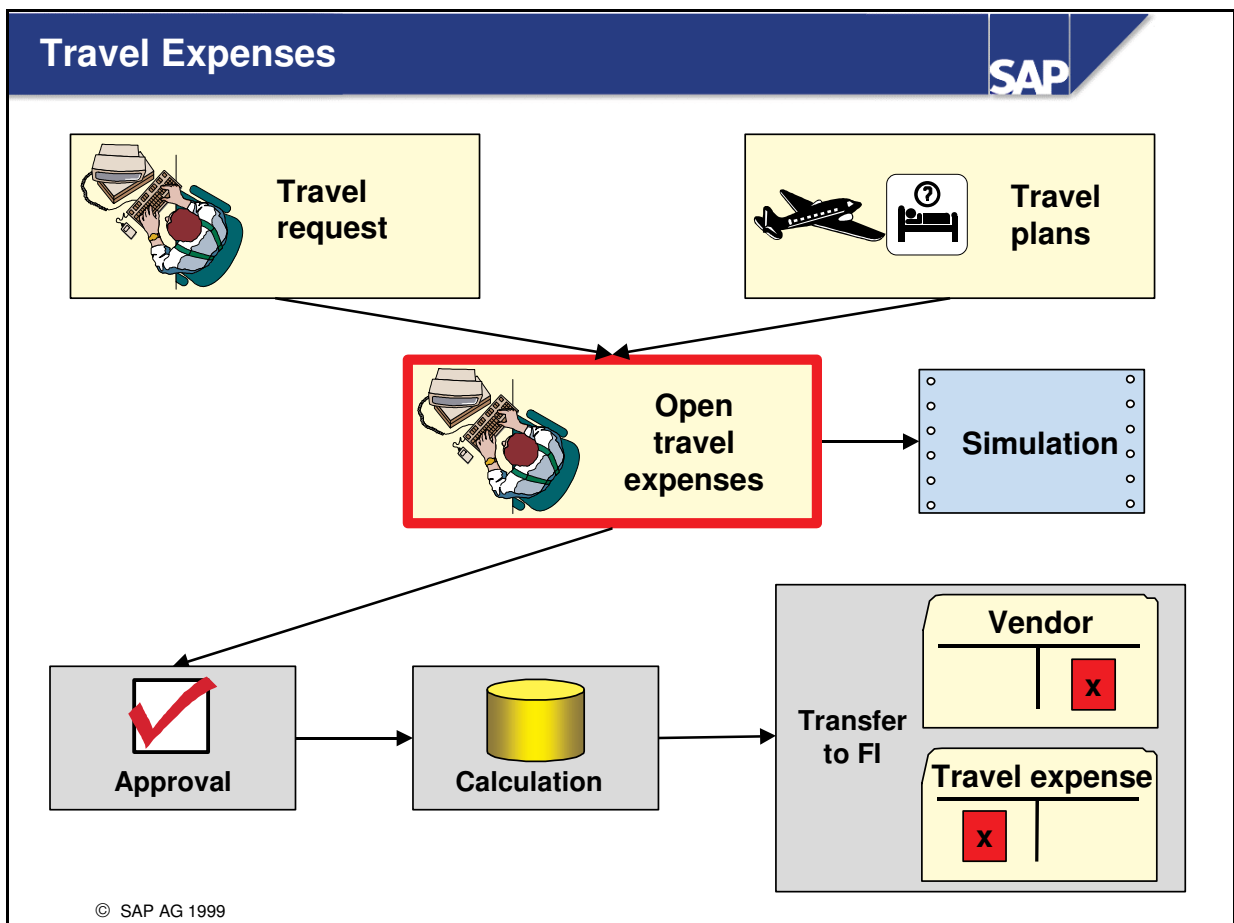 Travel Expenses
SAP
Travel
request
?
Travel
plans
Open
travel
expenses
Simulation
Approval
Calculation
Transfer
to FI
Vendor
x
Travel expense
x
© SAP AG 1999